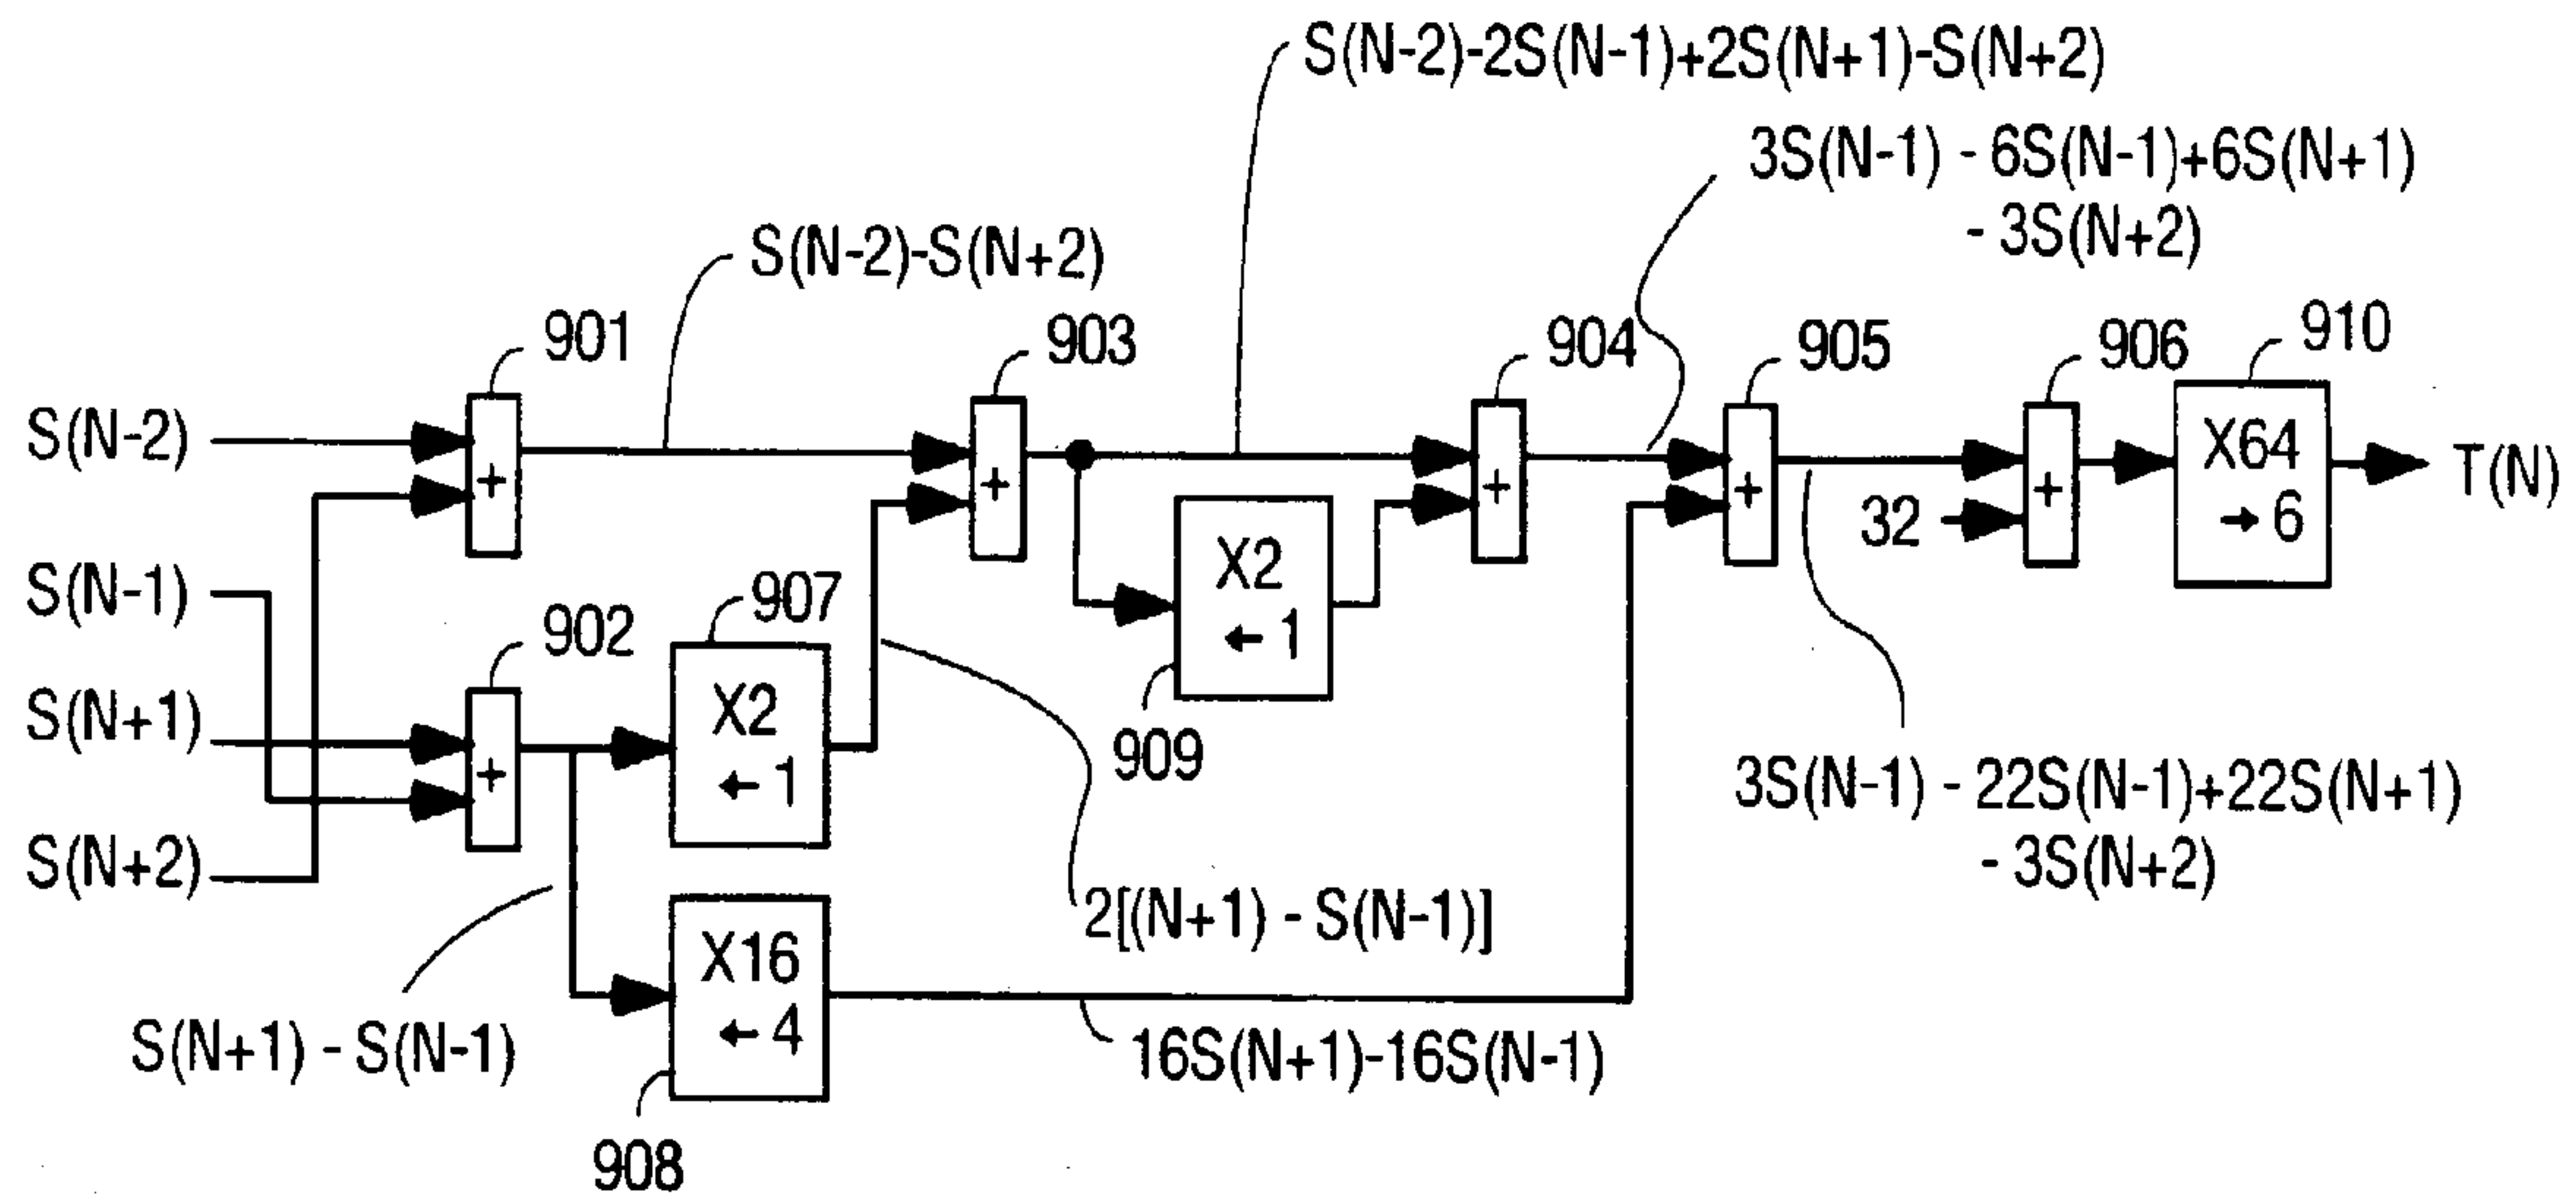 S(N-2)-2S(N-1)+2S(N+1)-S(N+2)
3S(N-1) - 6S(N-1)+6S(N+1)
- 3S(N+2)
S(N-2)-S(N+2)
901
903
904
905
906
910
S(N-2)
+
+
+
+
+
X64
→ 6
T(N)
32
X2
← 1
909
S(N-1)
902
907
S(N+1)
+
X2
← 1
S(N+2)
3S(N-1) - 22S(N-1)+22S(N+1)
- 3S(N+2)
2[(N+1) - S(N-1)]
X16
← 4
S(N+1) - S(N-1)
16S(N+1)-16S(N-1)
908